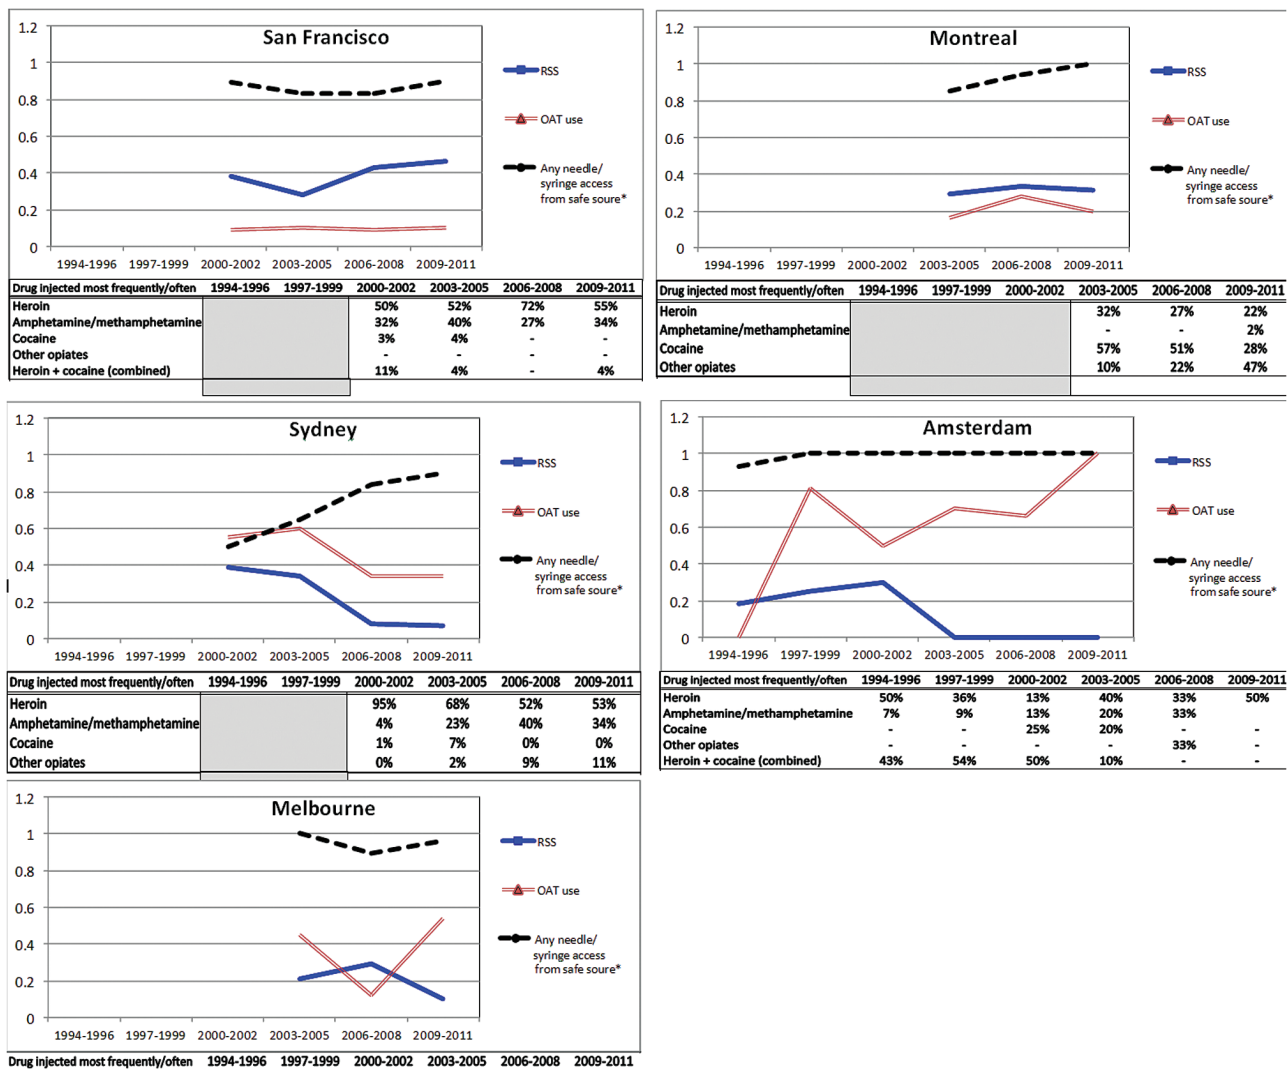 San Francisco
1.2
1
0.8
0.6
0.4
0.2
0
1994-1996 1997-1999 2000-2002 2003-2005 2006-2008 2009-2011
RSS
OAT use
Any needle/
syringe access
from safe soure*
Drug injected most frequently/often 1994-1996 1997-1999 2000-2002 2003-2005 2006-2008 2009-2011
Heroin 50% 52% 72% 55%
Amphetamine/methamphetamine 32% 40% 27% 34%
Cocaine 3% 4% - -
Other opiates - - - -
Heroin + cocaine (combined) 11% 4% - 4%
Montreal
1.2
1
0.8
0.6
0.4
0.2
0
1994-1996 1997-1999 2000-2002 2003-2005 2006-2008 2009-2011
RSS
OAT use
Any needle/
syringe access
from safe soure*
Drug injected most frequently/often 1994-1996 1997-1999 2000-2002 2003-2005 2006-2008 2009-2011
Heroin 32% 27% 22%
Amphetamine/methamphetamine - - 2%
Cocaine 57% 51% 28%
Other opiates 10% 22% 47%
Sydney
1.2
1
0.8
0.6
0.4
0.2
0
1994-1996 1997-1999 2000-2002 2003-2005 2006-2008 2009-2011
RSS
OAT use
Any needle/
syringe access
from safe soure*
Drug injected most frequently/often 1994-1996 1997-1999 2000-2002 2003-2005 2006-2008 2009-2011
Heroin 95% 68% 52% 53%
Amphetamine/methamphetamine 4% 23% 40% 34%
Cocaine 1% 7% 0% 0%
Other opiates 0% 2% 9% 11%
Amsterdam
1.2
1
0.8
0.6
0.4
0.2
0
1994-1996 1997-1999 2000-2002 2003-2005 2006-2008 2009-2011
RSS
OAT use
Any needle/
syringe access
from safe soure*
Drug injected most frequently/often 1994-1996 1997-1999 2000-2002 2003-2005 2006-2008 2009-2011
Heroin 50% 36% 13% 40% 33% 50%
Amphetamine/methamphetamine 7% 9% 13% 20% 33%
Cocaine - - 25% 20% - -
Other opiates - - - - 33% -
Heroin + cocaine (combined) 43% 54% 50% 10% - -
Melbourne
1.2
1
0.8
0.6
0.4
0.2
0
1994-1996 1997-1999 2000-2002 2003-2005 2006-2008 2009-2011
RSS
OAT use
Any needle/
syringe access
from safe soure*
Drug injected most frequently/often 1994-1996 1997-1999 2000-2002 2003-2005 2006-2008 2009-2011